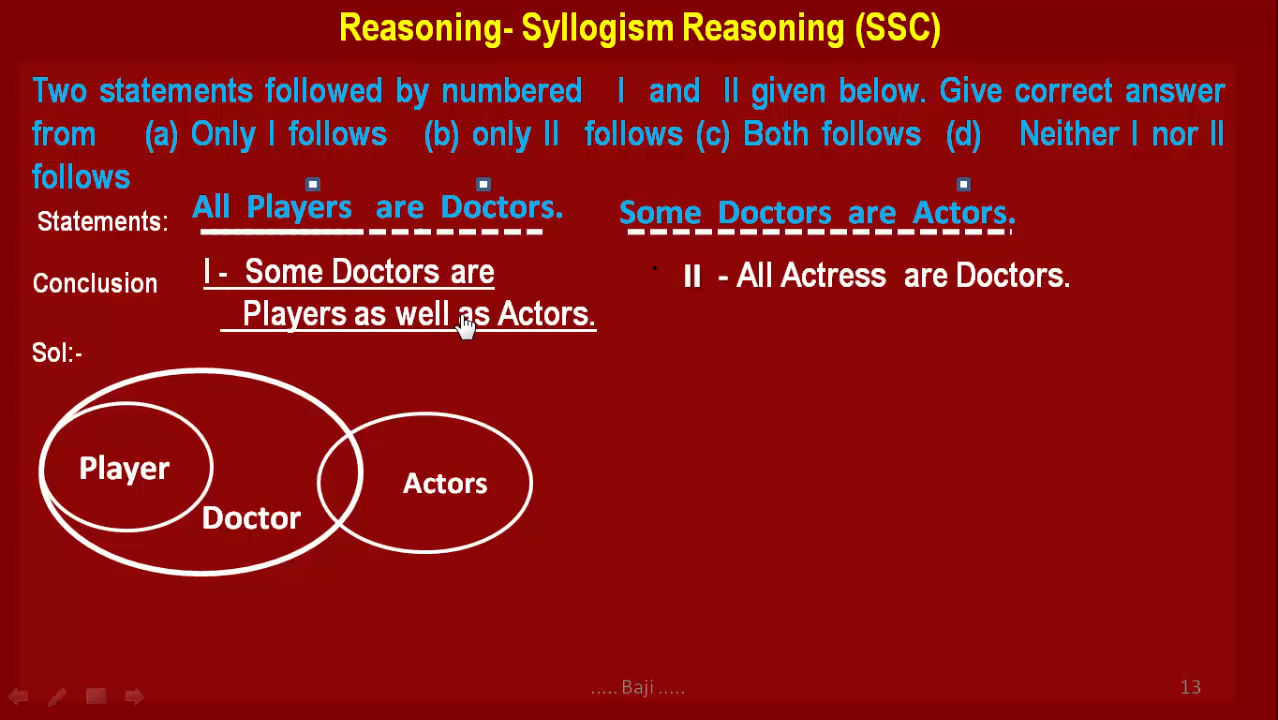 Reasoning- Syllogism Reasoning (SSC)
Two statements followed by numbered I and II given below. Give correct answer
from (a) Only I follows (b) only II follows (c) Both follows (d) Neither I nor II
follows
Statements: All Players are Doctors. Some Doctors are Actors.
Conclusion I - Some Doctors are II - All Actress are Doctors.
Players as well as Actors.
Sol:-
Player
Doctor
Actors
..... Baji .....
13